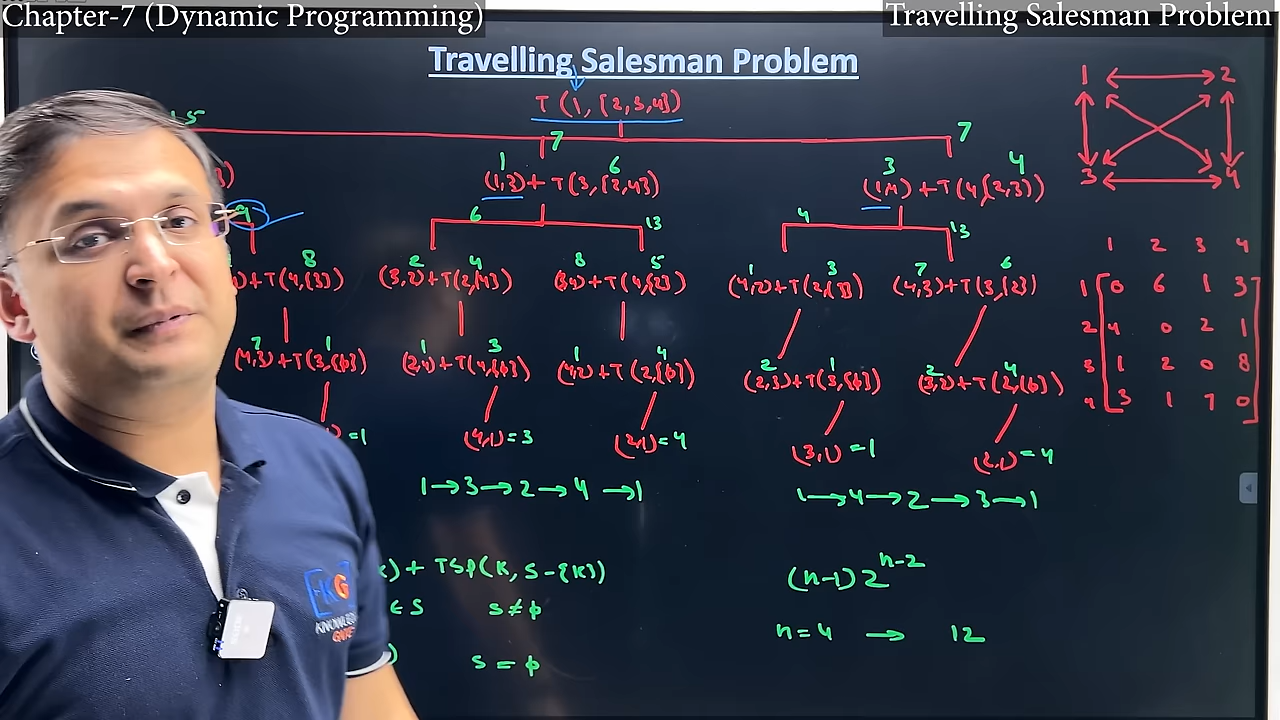 Chapter-7 (Dynamic Programming)
Travelling Salesman Problem
Travelling Salesman Problem
T (1, {2,3,4})
7 7
1 6 3 4
(1,3) + T(3, {2,4}) (1,4) + T(4,{2,3})
9 6 13 4 13
8 2 4 8 5 1 3 7 6
+T(4,{3}) (3,2)+T(2,{4}) (3,4)+T(4,{2}) (4,2)+T(2,{3}) (4,3)+T(3,{2})
7 1 1 3 1 4 2 1 2 4
(4,3)+T(3,{ϕ}) (2,4)+T(4,{ϕ}) (4,2)+T(2,{ϕ}) (2,3)+T(3,{ϕ}) (3,2)+T(2,{ϕ})
=1 (4,1)=3 (2,1)=4 (3,1)=1 (2,1)=4
1→3→2→4→1 1→4→2→3→1
+ TSP(K, S-{K})
∈ S S ≠ ϕ
S = ϕ
(n-1) 2^{n-2}
n=4 → 12
1 2
3 4
1 2 3 4
1 0 6 1 3
2 4 0 2 1
3 1 2 0 8
4 3 1 7 0
KG
KNOWLEDGE
GATE